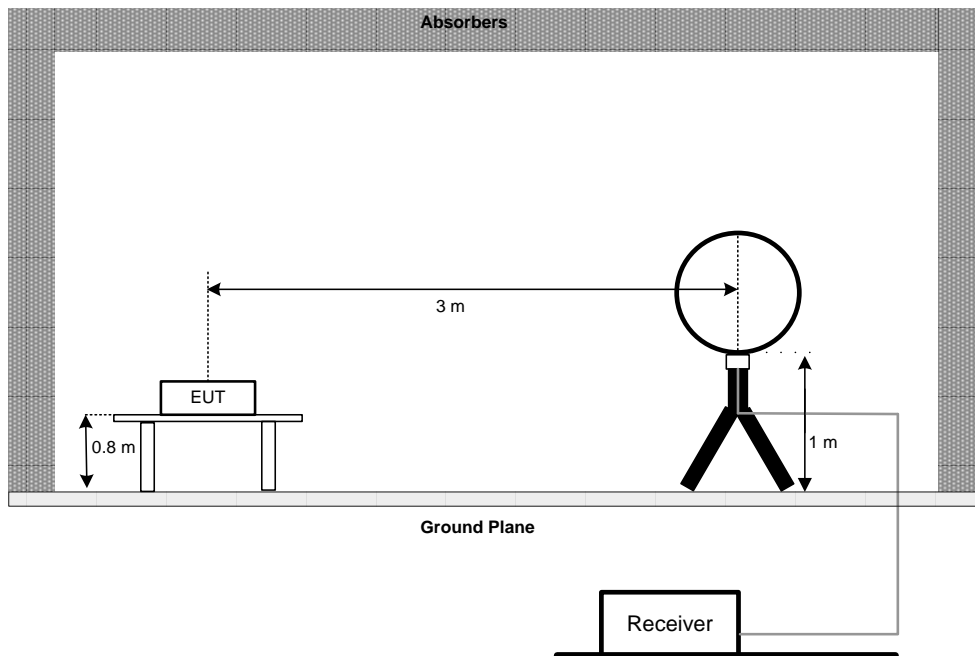 Absorbers
3 m
EUT
0.8 m
1 m
Ground Plane
Receiver